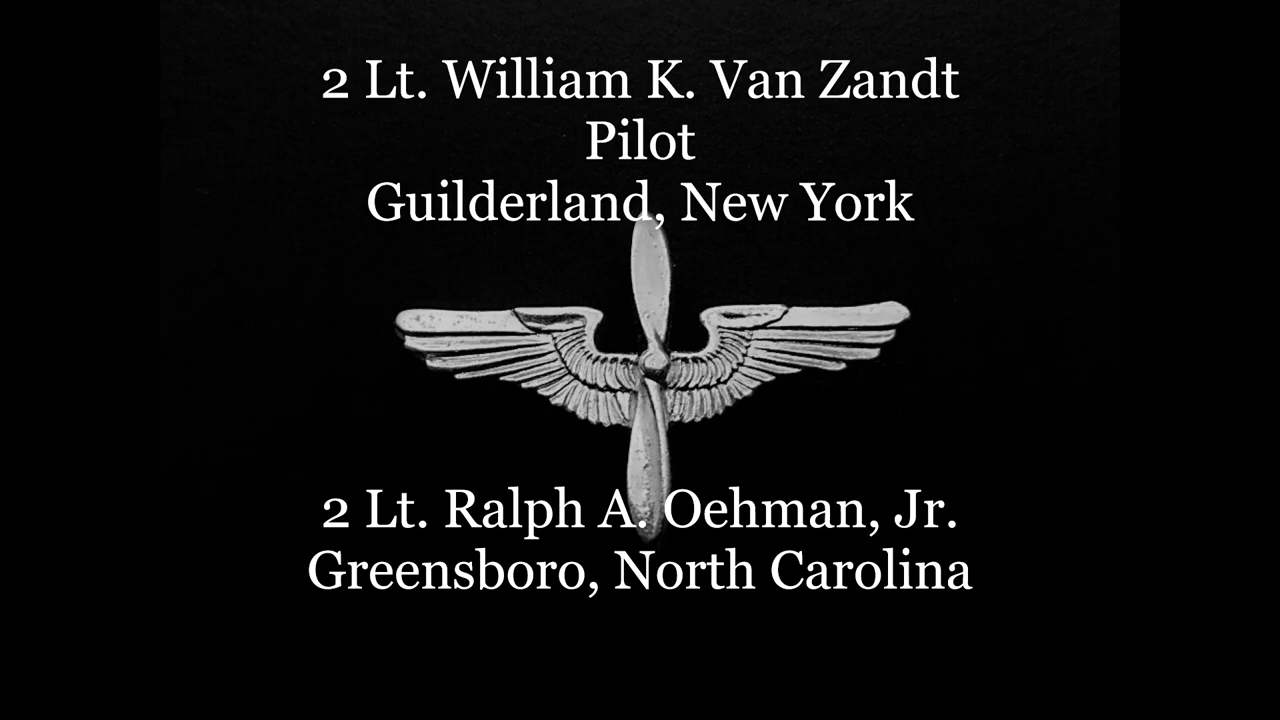 2 Lt. William K. Van Zandt
Pilot
Guilderland, New York
2 Lt. Ralph A. Oehman, Jr.
Greensboro, North Carolina